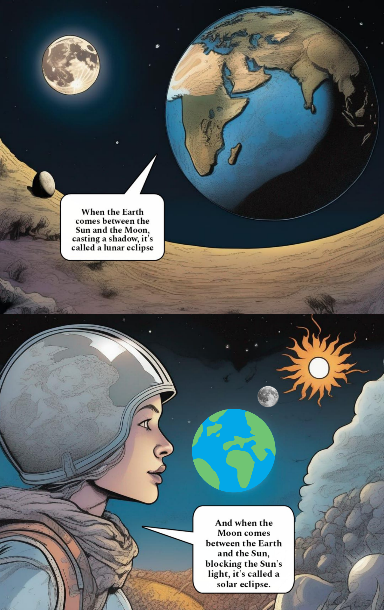 When the Earth
comes between the
Sun and the Moon,
casting a shadow, it's
called a lunar eclipse
And when the
Moon comes
between the Earth
and the Sun,
blocking the Sun's
light, it's called a
solar eclipse.